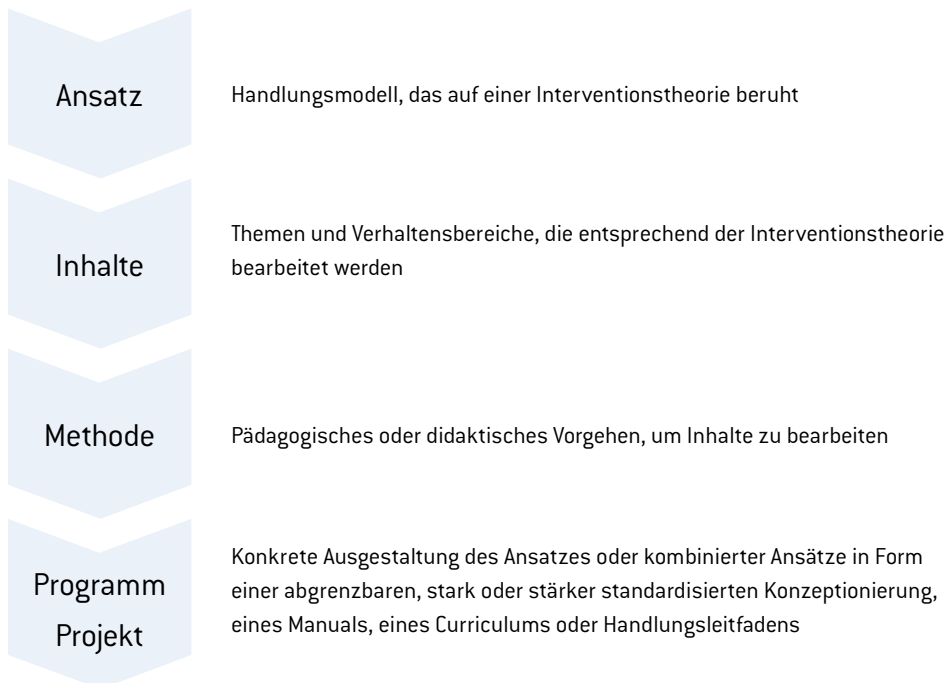 Ansatz
Handlungsmodell, das auf einer Interventionstheorie beruht
Inhalte
Themen und Verhaltensbereiche, die entsprechend der Interventionstheorie
bearbeitet werden
Methode
Pädagogisches oder didaktisches Vorgehen, um Inhalte zu bearbeiten
Programm
Projekt
Konkrete Ausgestaltung des Ansatzes oder kombinierter Ansätze in Form
einer abgrenzbaren, stark oder stärker standardisierten Konzeptionierung,
eines Manuals, eines Curriculums oder Handlungsleitfadens